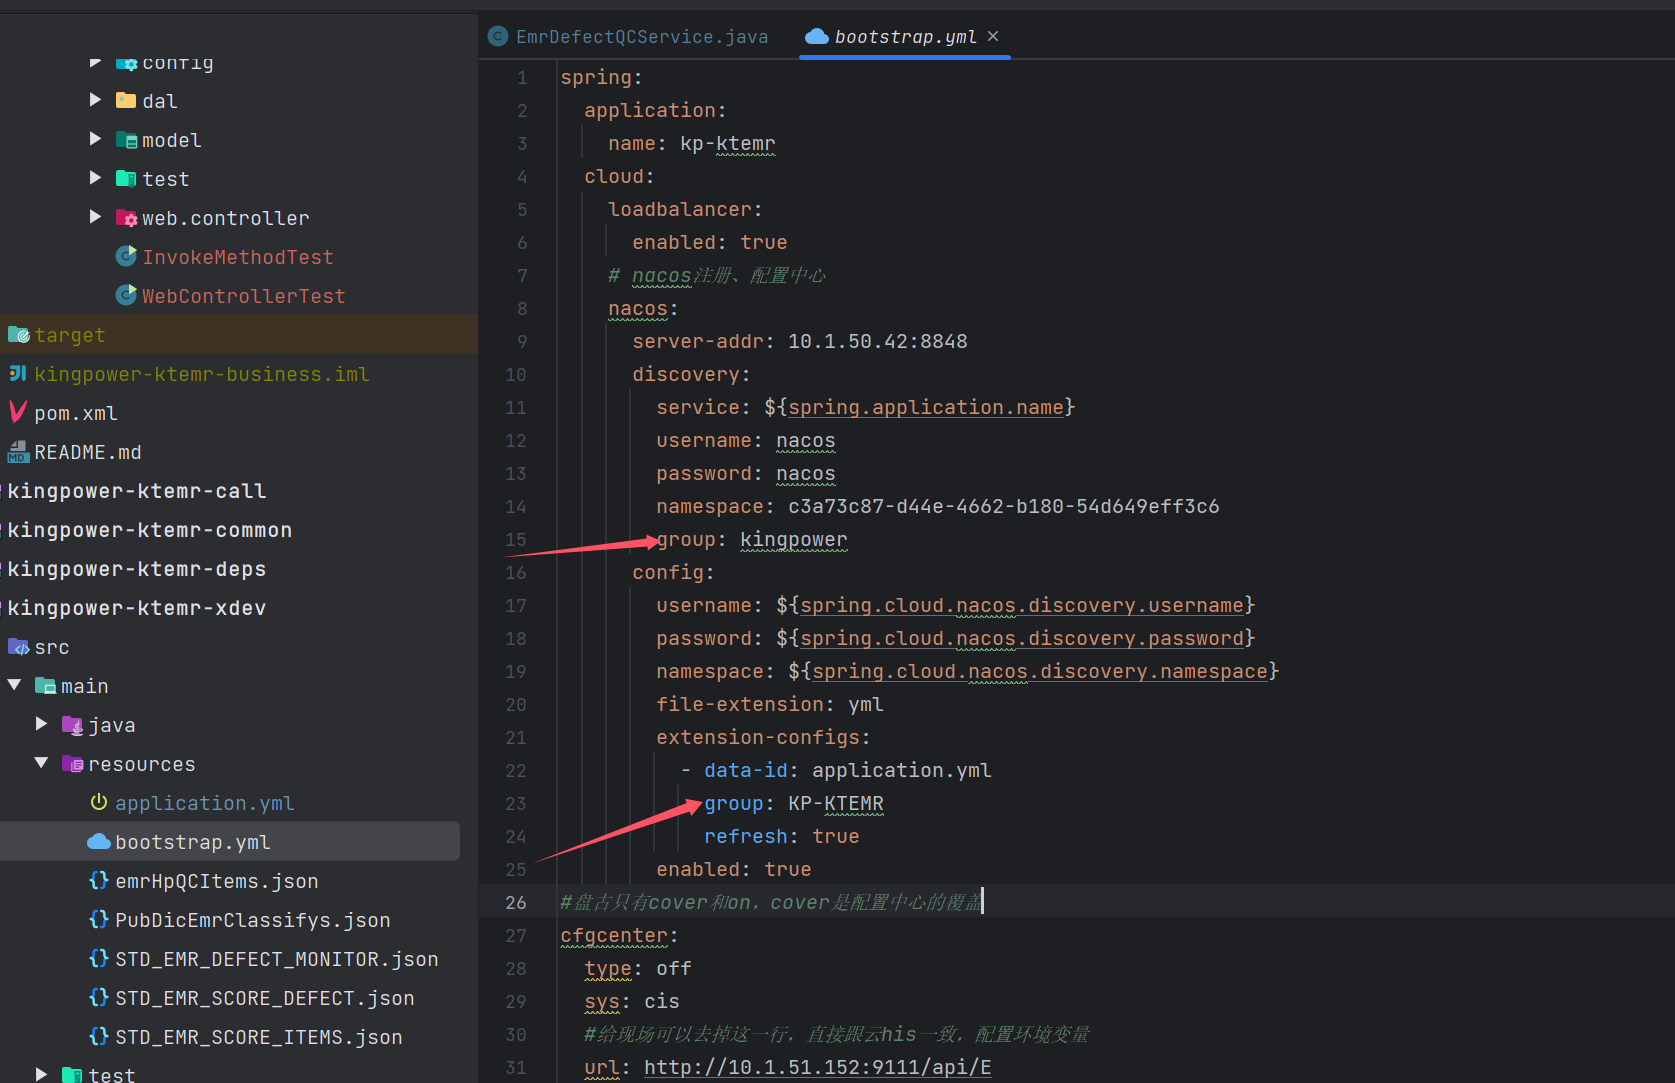 config
dal
model
test
web.controller
InvokeMethodTest
WebControllerTest
target
kingpower-ktemr-business.iml
pom.xml
README.md
kingpower-ktemr-call
kingpower-ktemr-common
kingpower-ktemr-deps
kingpower-ktemr-xdev
src
main
java
resources
application.yml
bootstrap.yml
emrHpQCItems.json
PubDicEmrClassifys.json
STD_EMR_DEFECT_MONITOR.json
STD_EMR_SCORE_DEFECT.json
STD_EMR_SCORE_ITEMS.json
test
EmrDefectQCService.java
bootstrap.yml
1 spring:
2 application:
3 name: kp-ktemr
4 cloud:
5 loadbalancer:
6 enabled: true
7 # nacos注册、配置中心
8 nacos:
9 server-addr: 10.1.50.42:8848
10 discovery:
11 service: ${spring.application.name}
12 username: nacos
13 password: nacos
14 namespace: c3a73c87-d44e-4662-b180-54d649eff3c6
15 group: kingpower
16 config:
17 username: ${spring.cloud.nacos.discovery.username}
18 password: ${spring.cloud.nacos.discovery.password}
19 namespace: ${spring.cloud.nacos.discovery.namespace}
20 file-extension: yml
21 extension-configs:
22 - data-id: application.yml
23 group: KP-KTEMR
24 refresh: true
25 enabled: true
26 #盘古只有cover和on．cover是配置中心的覆盖
27 cfgcenter:
28 type: off
29 sys: cis
30 #给现场可以去掉这一行，直接跟云his一致，配置环境变量
31 url: http://10.1.51.152:9111/api/E